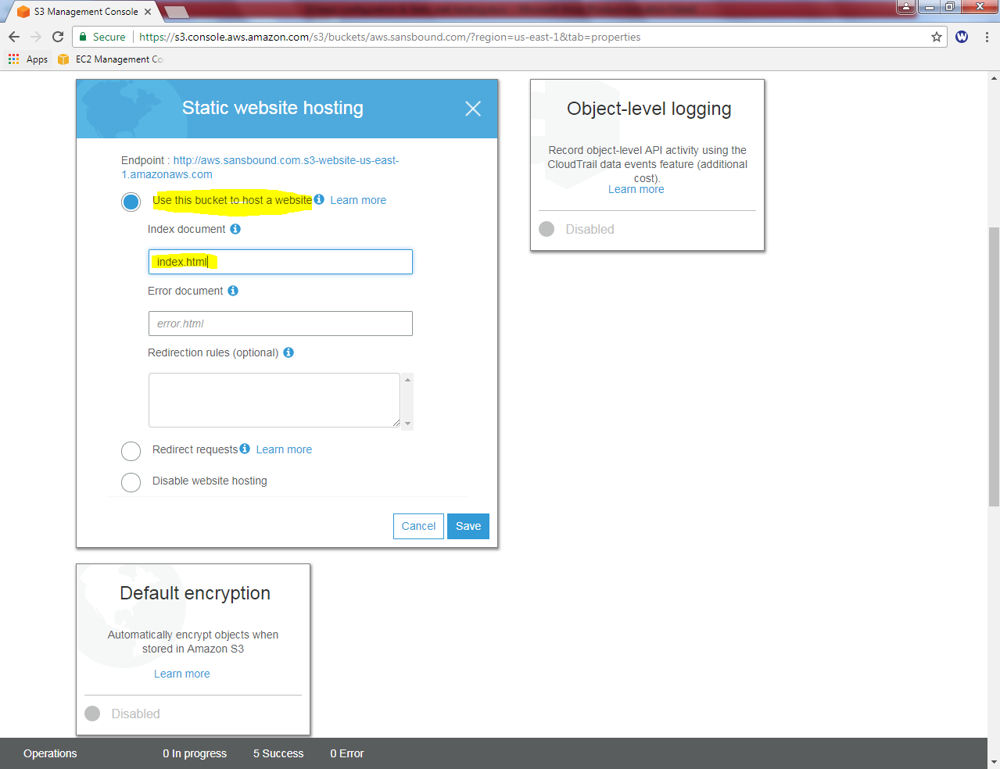 S3 Management Console
Secure
https://s3.console.aws.amazon.com/s3/buckets/aws.sansbound.com/?region=us-east-1&tab=properties
W
Apps
EC2 Management Co
Static website hosting
Endpoint : http://aws.sansbound.com.s3-website-us-east-
1.amazonaws.com
Use this bucket to host a website Learn more
Index document
index.html
Error document
error.html
Redirection rules (optional)
Redirect requests Learn more
Disable website hosting
Cancel
Save
Object-level logging
Record object-level API activity using the
CloudTrail data events feature (additional
cost).
Learn more
Disabled
Default encryption
Automatically encrypt objects when
stored in Amazon S3
Learn more
Disabled
Operations
0 In progress
5 Success
0 Error